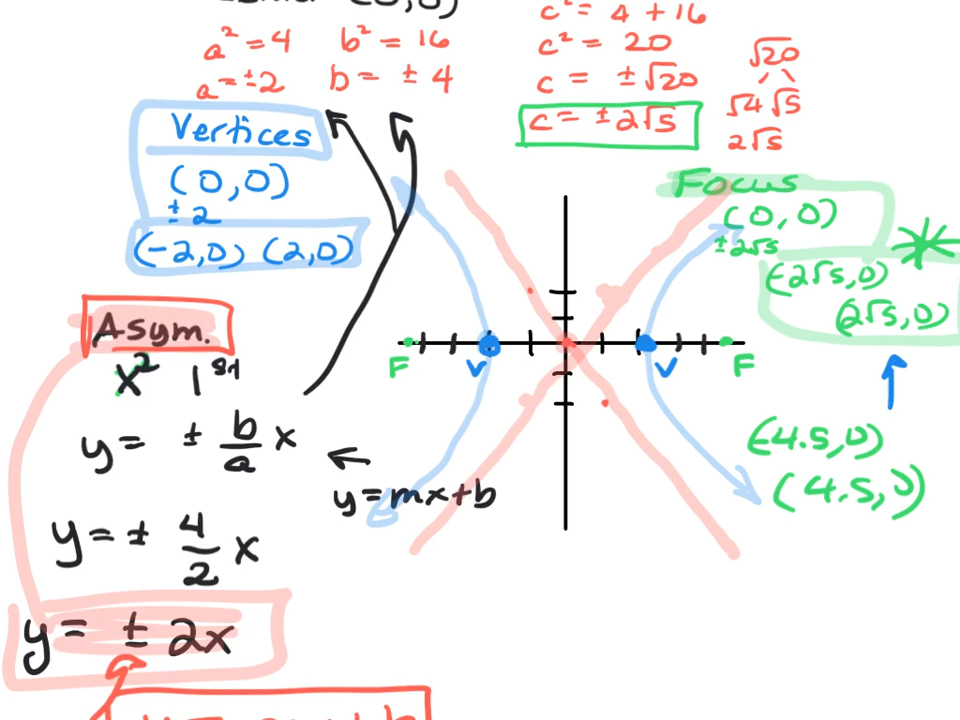 (0,0)
a² = 4
b² = 16
a = ±2
b = ± 4
c² = 4 + 16
c² = 20
c = ± √20
c = ± 2√5
√20
√4 √5
2√5
Vertices
(0,0)
± 2
(-2,0) (2,0)
Focus
(0,0)
± 2√5
(-2√5,0)
(2√5,0)
F V V F
(-4.5,0)
(4.5,0)
Asym.
x² 1st
y = ± b/a x
y = mx + b
y = ± 4/2 x
y = ± 2x